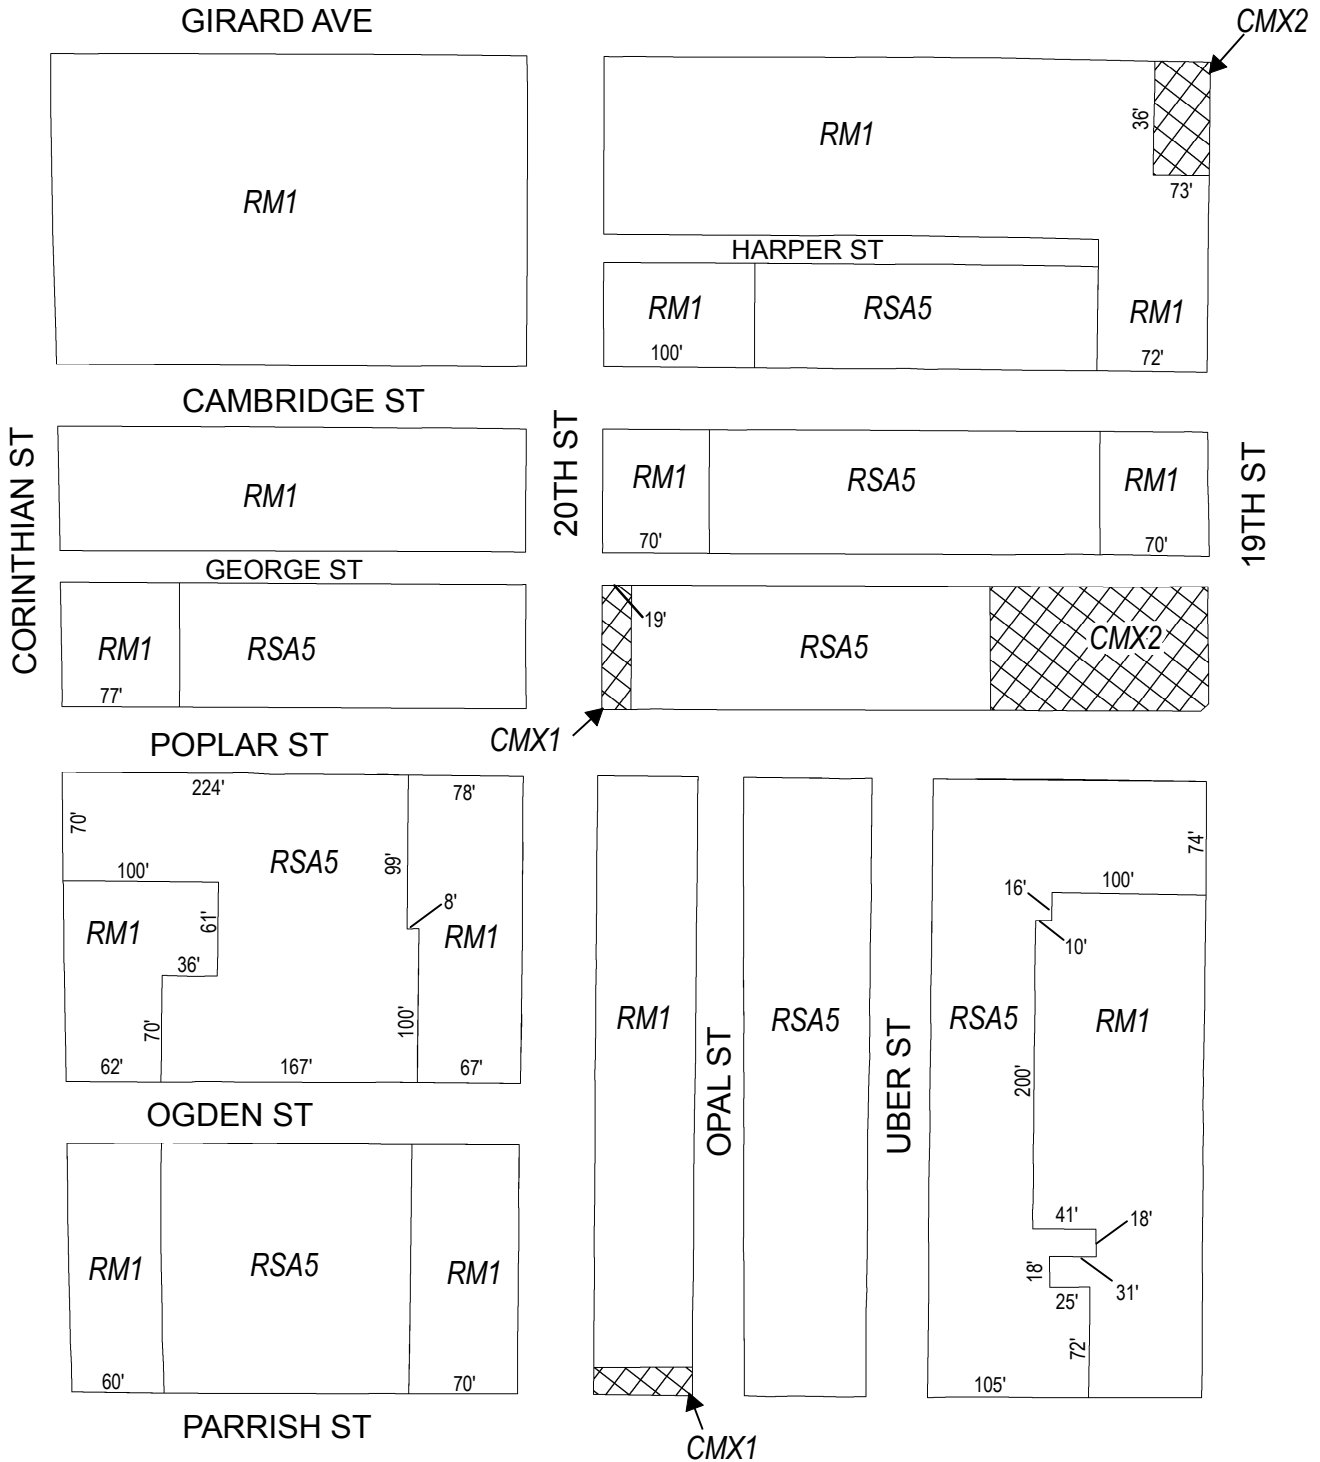 GIRARD AVE
CMX2
RM1
RM1
36'
73'
HARPER ST
RM1
RSA5
RM1
100'
72'
CAMBRIDGE ST
CORINTHIAN ST
20TH ST
19TH ST
RM1
RM1
RSA5
RM1
70'
70'
GEORGE ST
RM1
RSA5
77'
19'
RSA5
CMX2
CMX1
POPLAR ST
224'
78'
70'
RSA5
99'
100'
8'
RM1
61'
RM1
36'
70'
100'
62'
167'
67'
OGDEN ST
RM1
RSA5
RM1
60'
70'
PARRISH ST
RM1
OPAL ST
RSA5
UBER ST
74'
100'
16'
10'
RSA5
RM1
200'
41'
18'
18'
31'
25'
72'
105'
CMX1